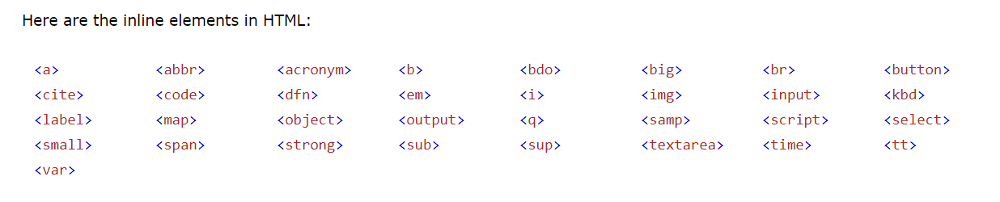 Here are the inline elements in HTML:
<a> <abbr> <acronym> <b> <bdo> <big> <br> <button>
<cite> <code> <dfn> <em> <i> <img> <input> <kbd>
<label> <map> <object> <output> <q> <samp> <script> <select>
<small> <span> <strong> <sub> <sup> <textarea> <time> <tt>
<var>